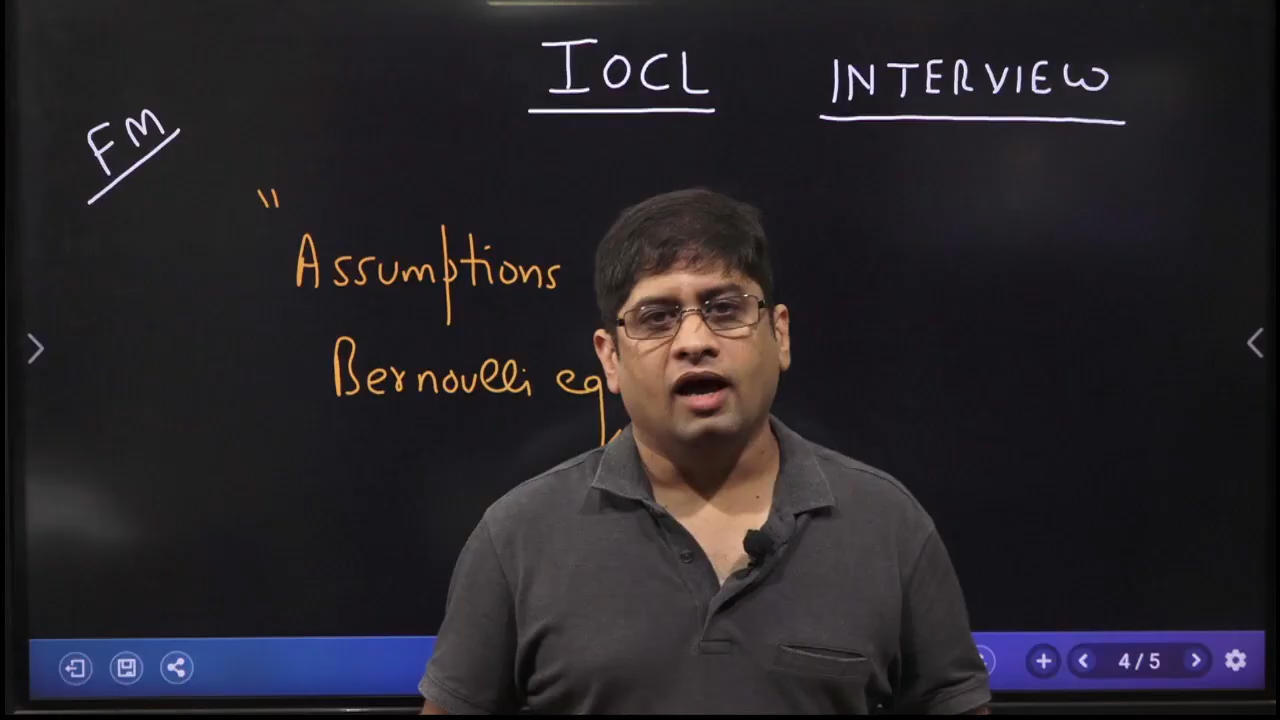 IOCL INTERVIEW
FM
"
Assumptions
Bernoulli eq
4/5